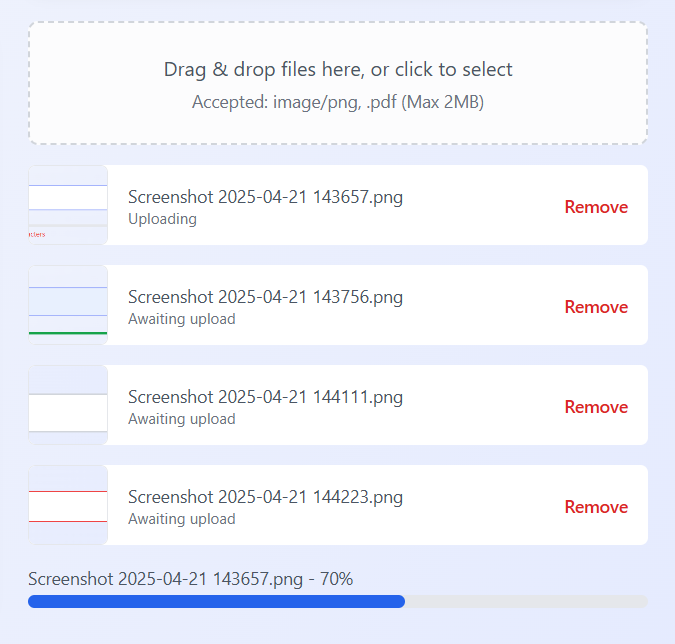 Drag & drop files here, or click to select
Accepted: image/png, .pdf (Max 2MB)
Screenshot 2025-04-21 143657.png
Uploading
Remove
Screenshot 2025-04-21 143756.png
Awaiting upload
Remove
Screenshot 2025-04-21 144111.png
Awaiting upload
Remove
Screenshot 2025-04-21 144223.png
Awaiting upload
Remove
Screenshot 2025-04-21 143657.png - 70%